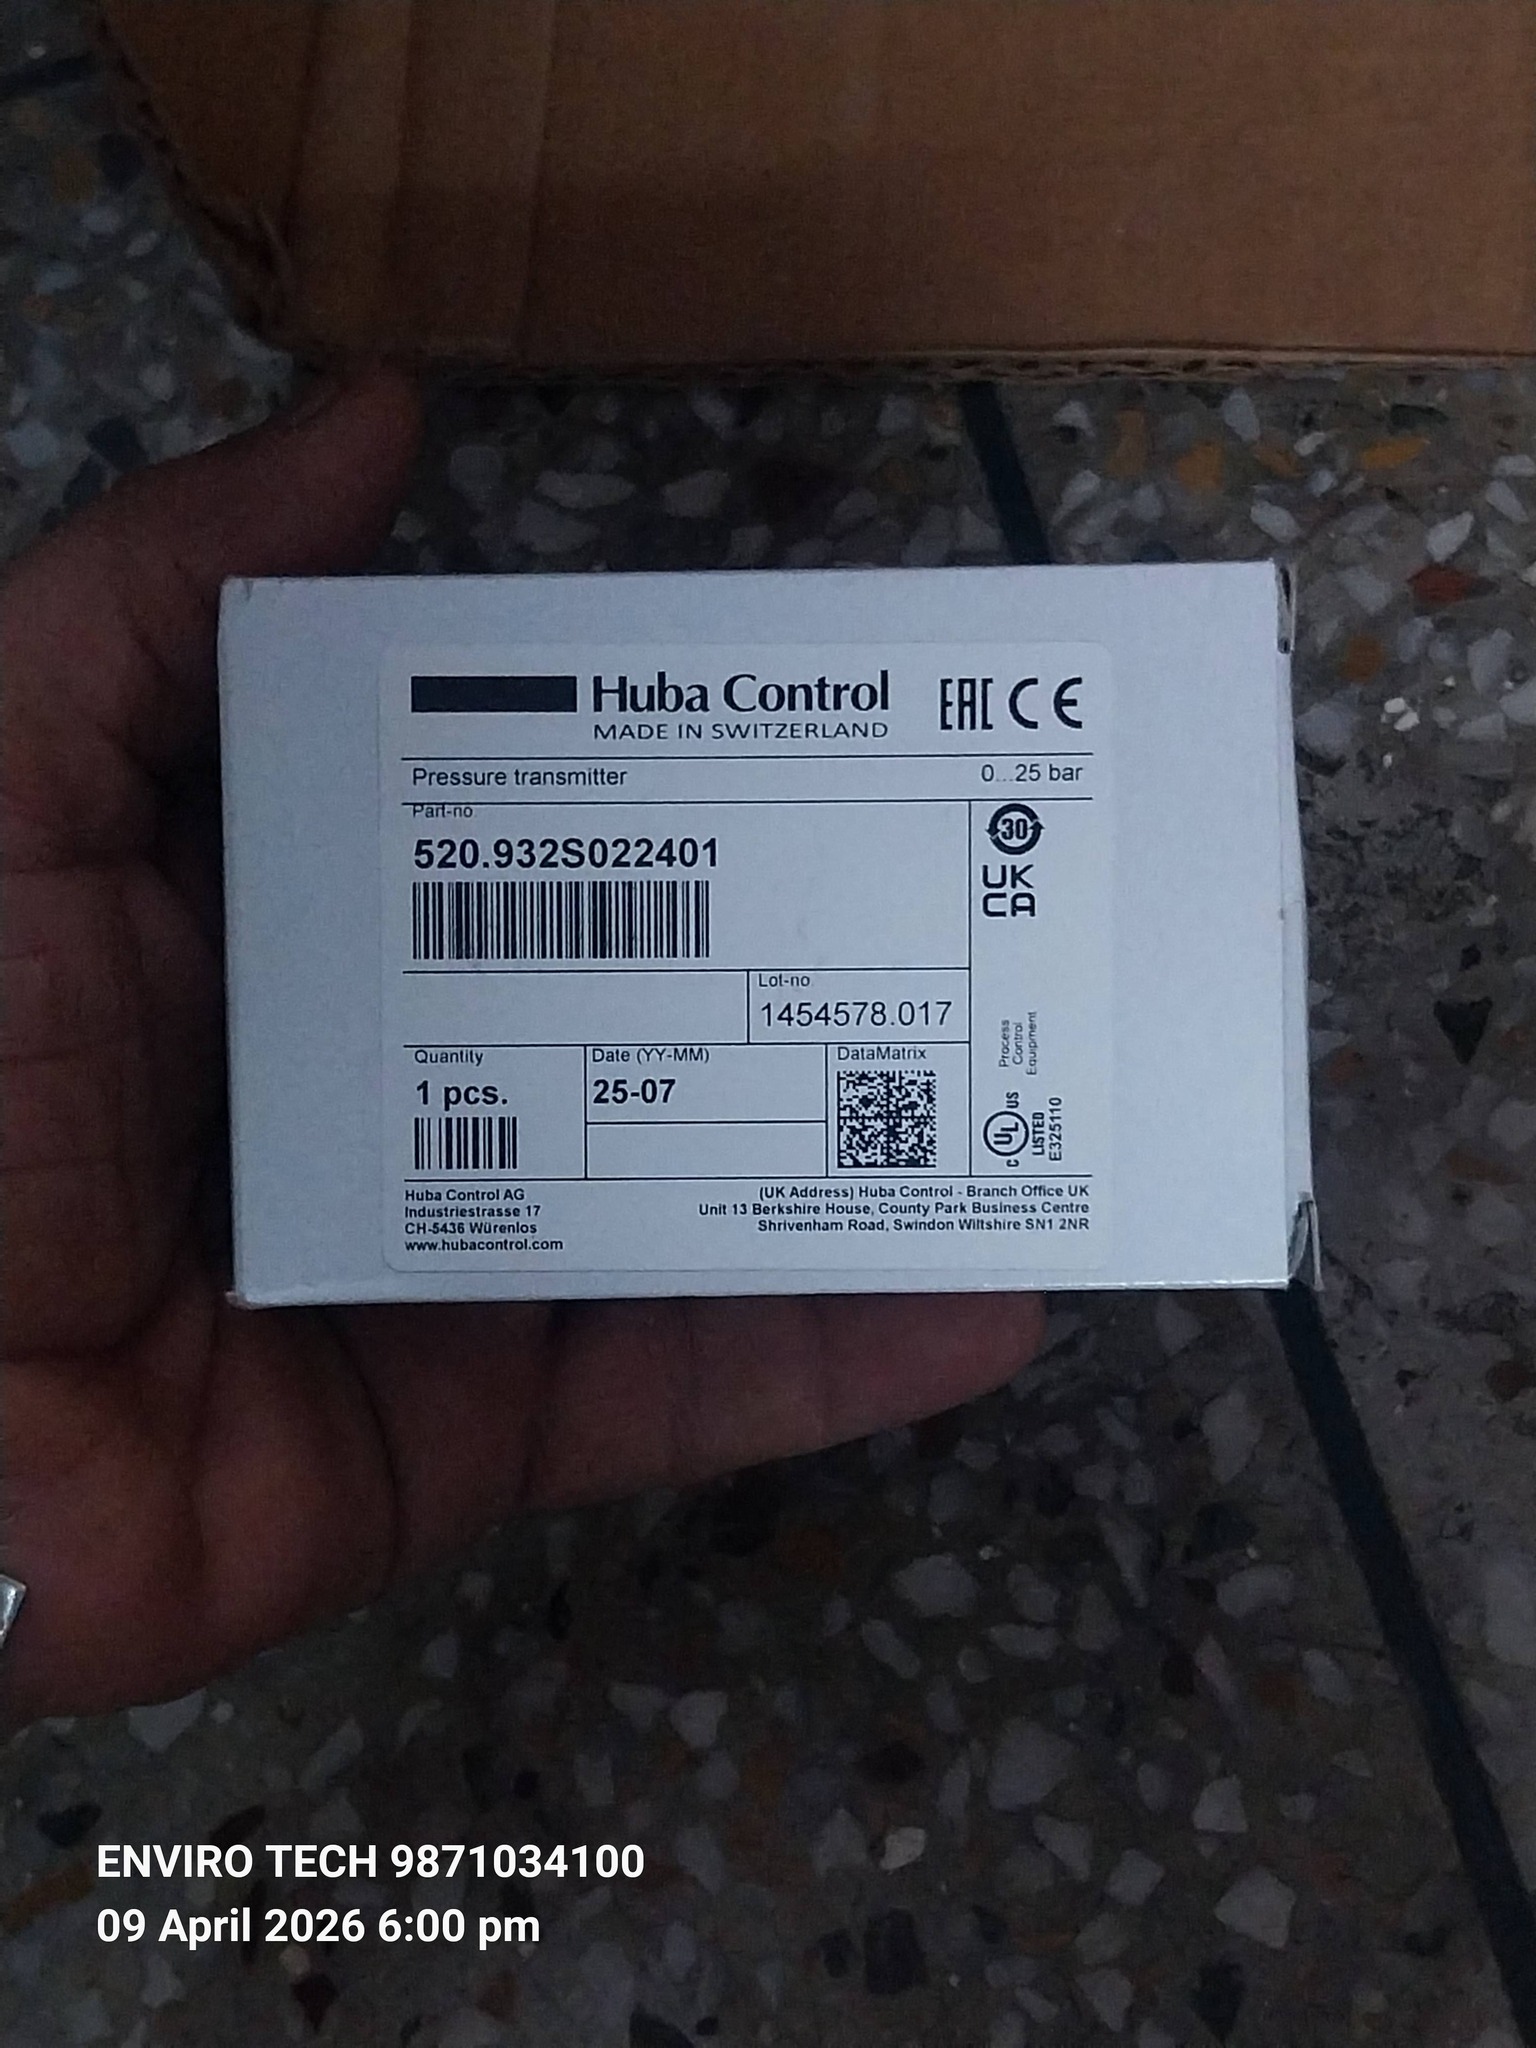 Huba Control
MADE IN SWITZERLAND
EAC CE
Pressure transmitter
0...25 bar
Part-no
520.932S022401
30
UK
CA
Lot-no
1454578.017
Quantity
1 pcs.
Date (YY-MM)
25-07
DataMatrix
Process
Control
Equipment
C UL US
LISTED
E325110
Huba Control AG
Industriestrasse 17
CH-5436 Würenlos
www.hubacontrol.com
(UK Address) Huba Control - Branch Office UK
Unit 13 Berkshire House, County Park Business Centre
Shrivenham Road, Swindon Wiltshire SN1 2NR
ENVIRO TECH 9871034100
09 April 2026 6:00 pm